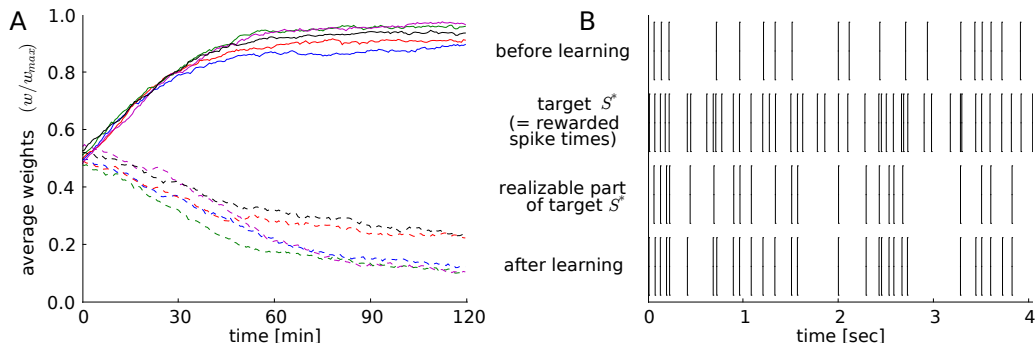 A
average weights (w/w_max)
1.0
0.8
0.6
0.4
0.2
0.0
0
30
60
90
120
time [min]
B
before learning
target S*
(= rewarded
spike times)
realizable part
of target S*
after learning
0
1
2
3
4
time [sec]